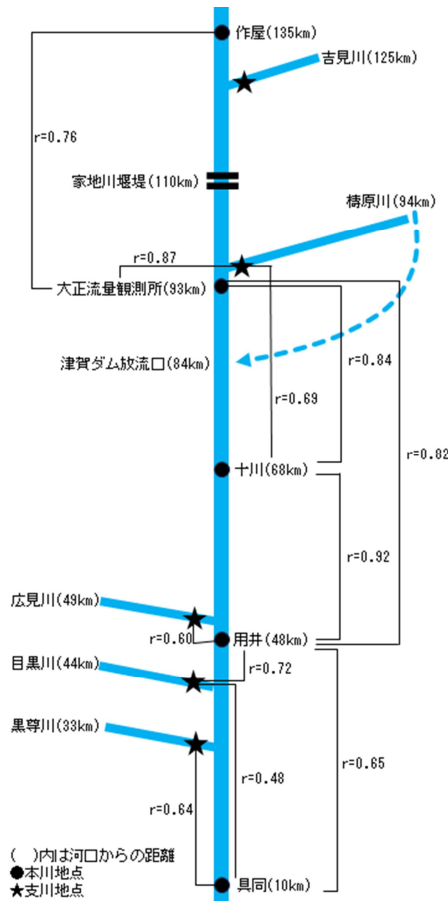 作屋(135km)
吉見川(125km)
r=0.76
家地川堰堤(110km)
梼原川(94km)
r=0.87
大正流量観測所(93km)
r=0.84
津賀ダム放流口(84km)
r=0.69
r=0.82
十川(68km)
r=0.92
広見川(49km)
r=0.60
用井(48km)
目黒川(44km)
r=0.72
黒尊川(33km)
r=0.65
r=0.48
r=0.64
( )内は河口からの距離
●本川地点
★支川地点
具同(10km)